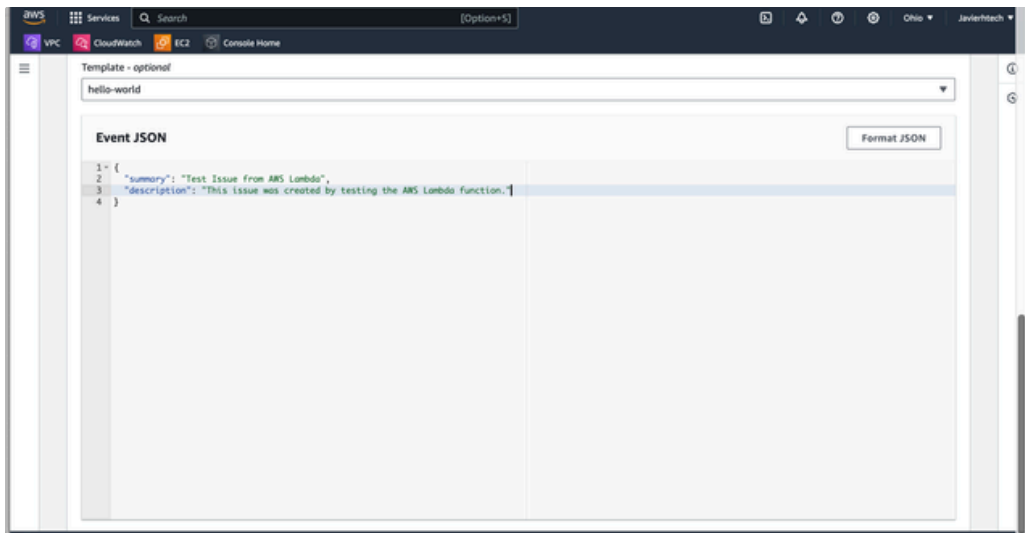 aws Services Search [Option+S] Ohio Javierhtech
VPC CloudWatch EC2 Console Home
Template - optional
hello-world
Event JSON Format JSON
1 {
2 "summary": "Test Issue from AWS Lambda",
3 "description": "This issue was created by testing the AWS Lambda function."
4 }